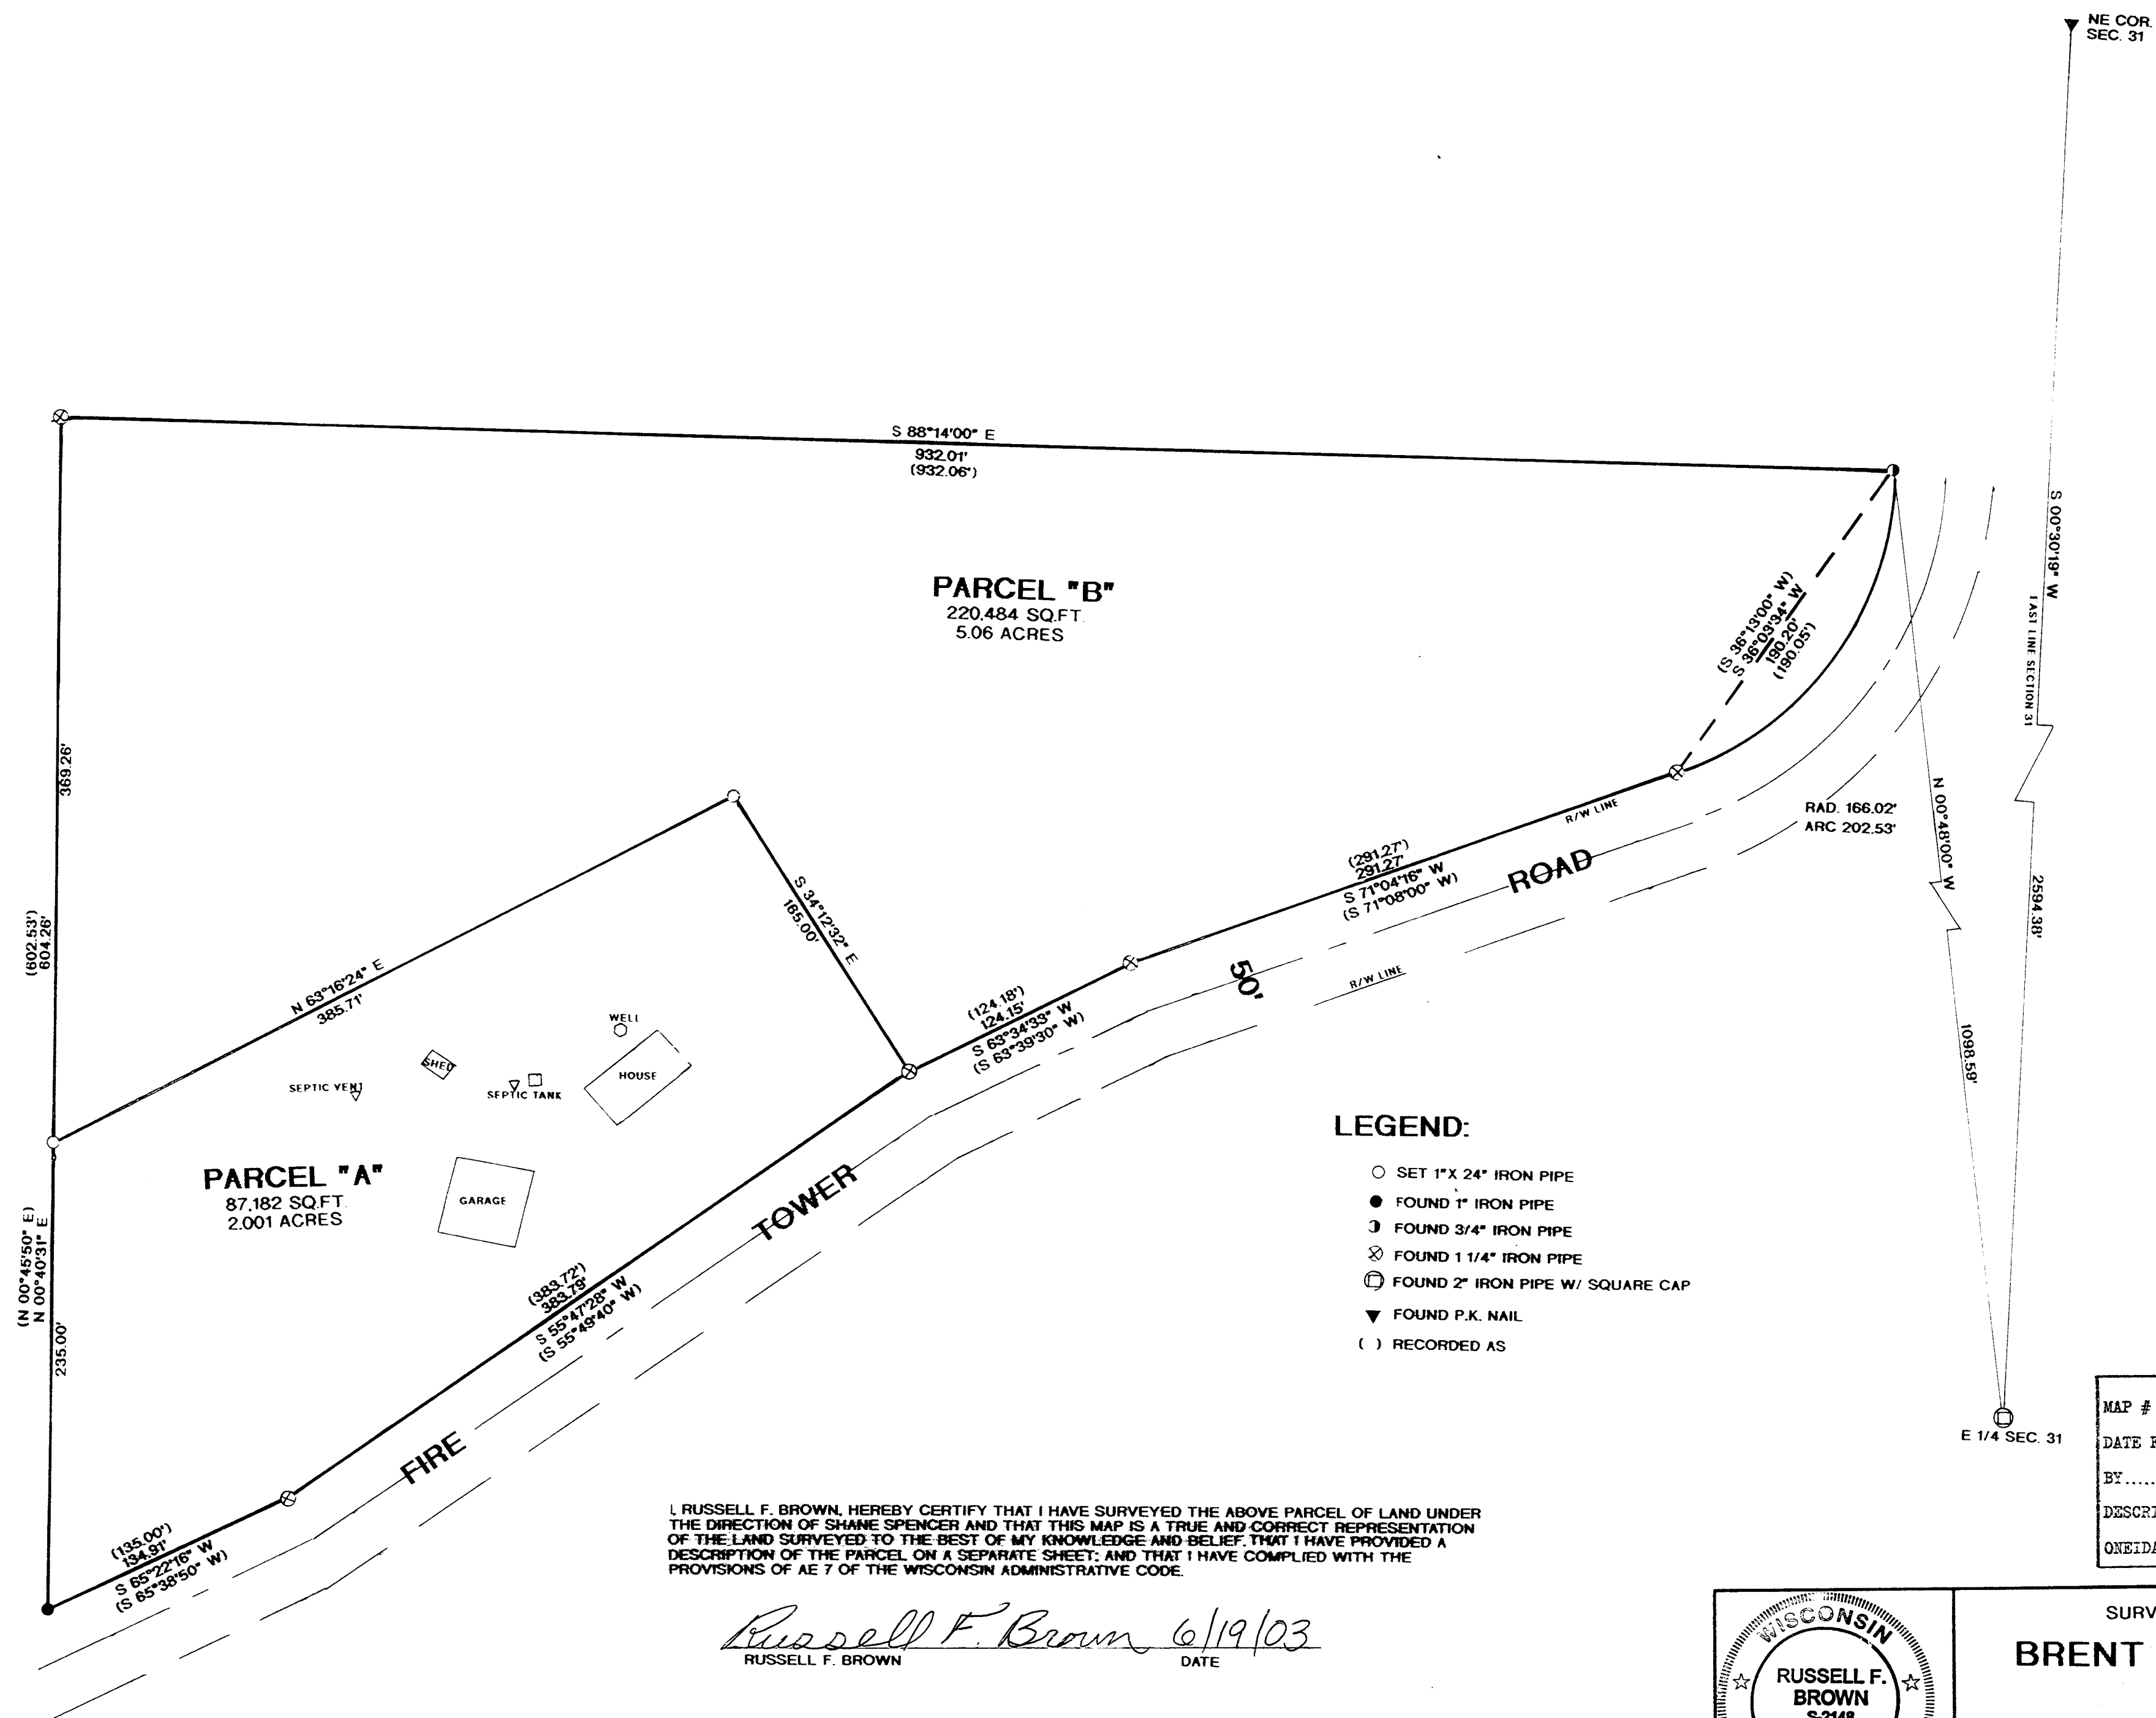 NE COR.
SEC. 31
S 88°14'00" E
932.01'
(932.06')
S 00°30'19" W
EAST LINE SECTION 31
2594.38'
PARCEL "B"
220,484 SQ.FT.
5.06 ACRES
(S 36°13'00" W)
S 36°03'34" W
190.20'
(190.05')
369.26'
(602.53')
604.26'
RAD. 166.02'
ARC 202.53'
N 00°48'00" W
1098.59'
R/W LINE
(291.27')
291.27'
S 71°04'16" W
(S 71°08'00" W)
ROAD
S 34°12'32" E
165.00'
N 63°16'24" E
385.71'
50'
R/W LINE
(124.18')
124.15'
S 63°34'33" W
(S 63°39'30" W)
WELL
SHED
HOUSE
SEPTIC VENT
SEPTIC TANK
PARCEL "A"
87,182 SQ.FT.
2.001 ACRES
GARAGE
TOWER
(N 00°45'50" E)
N 00°40'31" E
235.00'
(383.72')
383.79'
S 55°47'28" W
(S 55°49'40" W)
FIRE
(135.00')
134.91'
S 65°22'16" W
(S 65°38'50" W)
LEGEND:
SET 1"X 24" IRON PIPE
FOUND 1" IRON PIPE
FOUND 3/4" IRON PIPE
FOUND 1 1/4" IRON PIPE
FOUND 2" IRON PIPE W/ SQUARE CAP
FOUND P.K. NAIL
( ) RECORDED AS
E 1/4 SEC. 31
MAP #
DATE
BY.....
ONEIDA
I, RUSSELL F. BROWN, HEREBY CERTIFY THAT I HAVE SURVEYED THE ABOVE PARCEL OF LAND UNDER
THE DIRECTION OF SHANE SPENCER AND THAT THIS MAP IS A TRUE AND CORRECT REPRESENTATION
OF THE LAND SURVEYED TO THE BEST OF MY KNOWLEDGE AND BELIEF. THAT I HAVE PROVIDED A
DESCRIPTION OF THE PARCEL ON A SEPARATE SHEET; AND THAT I HAVE COMPLIED WITH THE
PROVISIONS OF AE 7 OF THE WISCONSIN ADMINISTRATIVE CODE.
Russell F. Brown 6/19/03
RUSSELL F. BROWN DATE
WISCONSIN
RUSSELL F.
BROWN
S-2148
SURV
BRENT